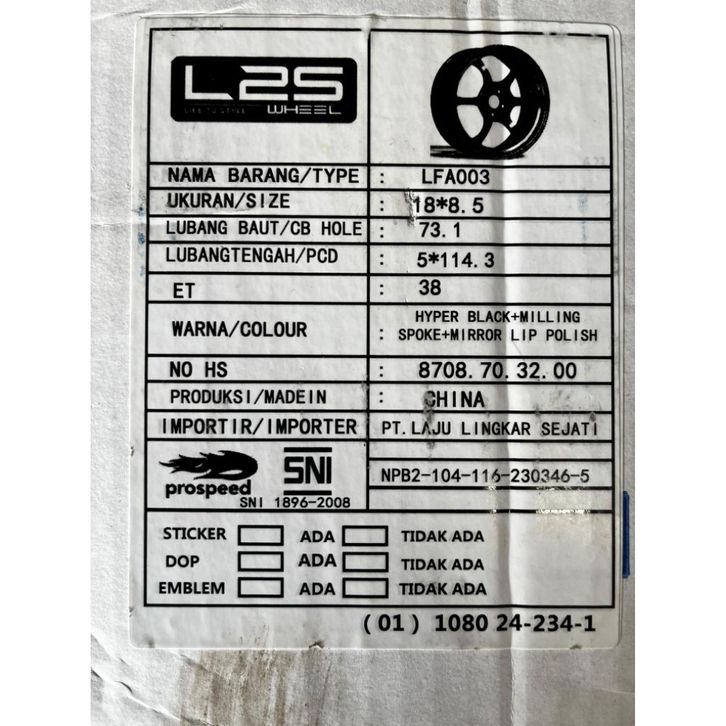 L2S
WHEEL
NAMA BARANG/TYPE : LFA003
UKURAN/SIZE : 18*8.5
LUBANG BAUT/CB HOLE : 73.1
LUBANGTENGAH/PCD : 5*114.3
ET : 38
WARNA/COLOUR : HYPER BLACK+MILLING
SPOKE+MIRROR LIP POLISH
NO HS : 8708.70.32.00
PRODUKSI/MADEIN : CHINA
IMPORTIR/IMPORTER PT.LAJU LINGKAR SEJATI
prospeed
SNI
SNI 1896-2008
NPB2-104-116-230346-5
STICKER ADA TIDAK ADA
DOP ADA TIDAK ADA
EMBLEM ADA TIDAK ADA
(01) 1080 24-234-1